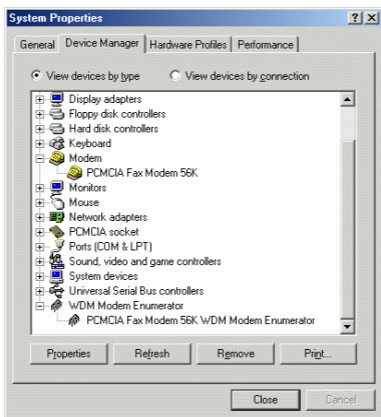 System Properties
General Device Manager Hardware Profiles Performance
View devices by type View devices by connection
Display adapters
Floppy disk controllers
Hard disk controllers
Keyboard
Modem
PCMCIA Fax Modem 56K
Monitors
Mouse
Network adapters
PCMCIA socket
Ports (COM & LPT)
Sound, video and game controllers
System devices
Universal Serial Bus controllers
WDM Modem Enumerator
PCMCIA Fax Modem 56K WDM Modem Enumerator
Properties Refresh Remove Print...
Close Cancel